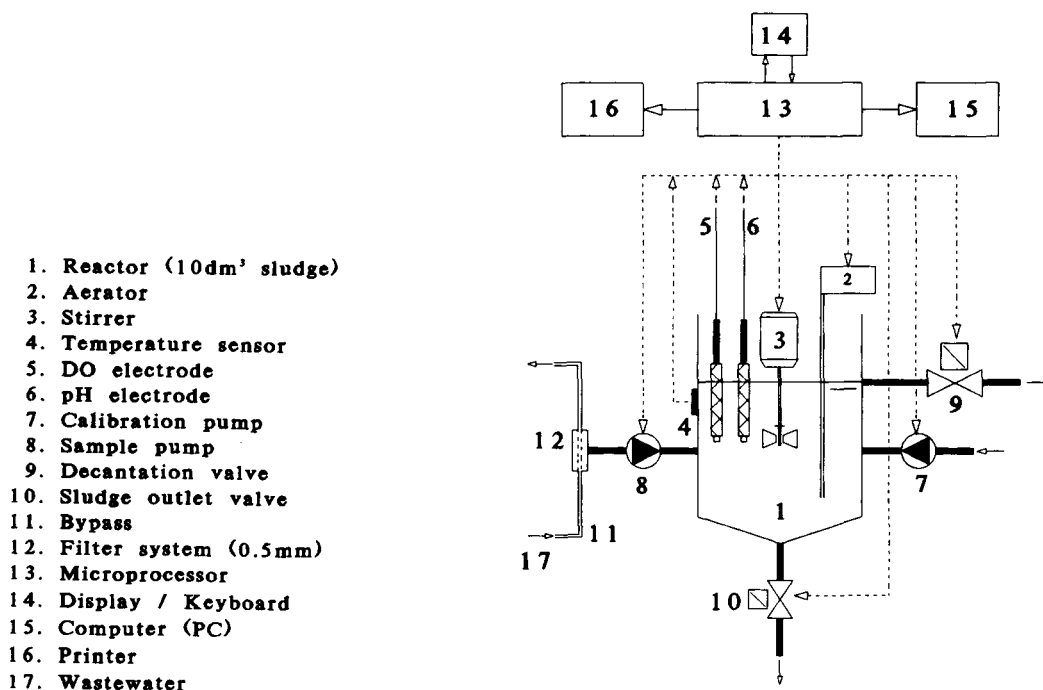 1. Reactor (10dm³ sludge)
2. Aerator
3. Stirrer
4. Temperature sensor
5. DO electrode
6. pH electrode
7. Calibration pump
8. Sample pump
9. Decantation valve
10. Sludge outlet valve
11. Bypass
12. Filter system (0.5mm)
13. Microprocessor
14. Display / Keyboard
15. Computer (PC)
16. Printer
17. Wastewater
14
16
13
15
5
6
2
3
4
9
12
8
7
1
11
17
10